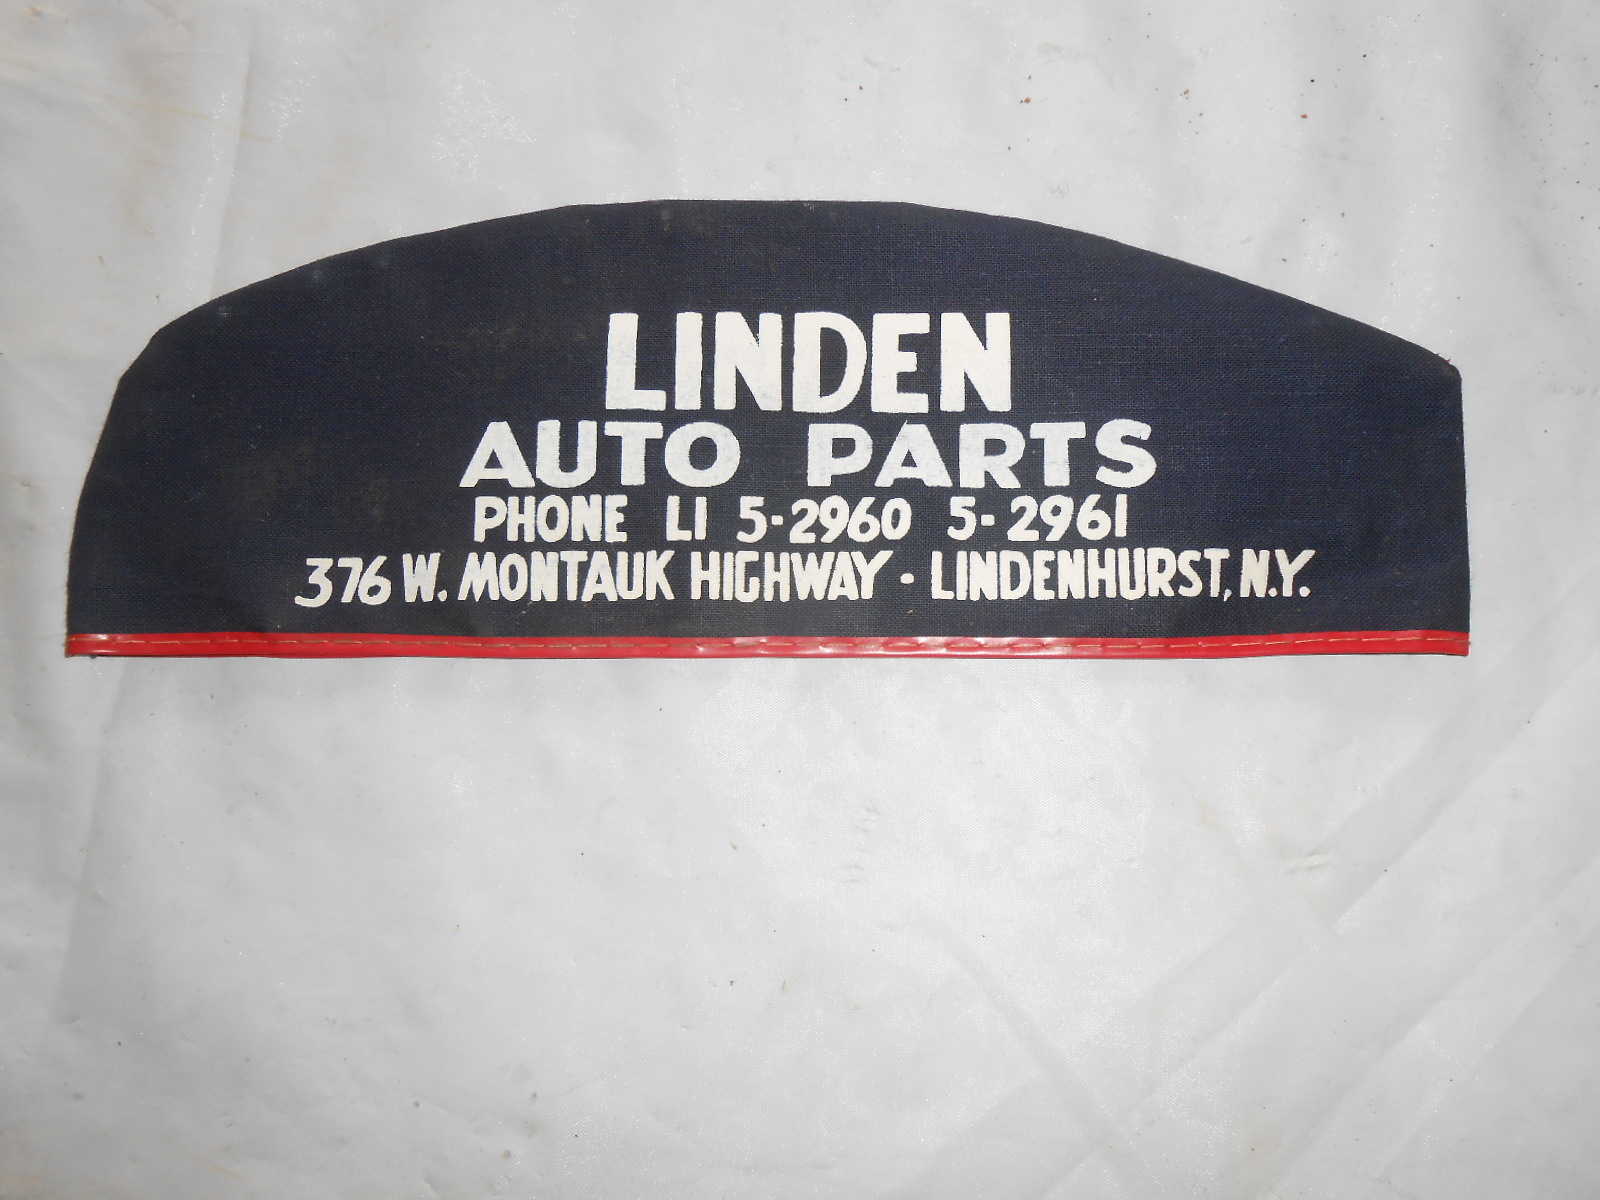 LINDEN
AUTO PARTS
PHONE LI 5-2960 5-2961
376 W. MONTAUK HIGHWAY - LINDENHURST, N.Y.